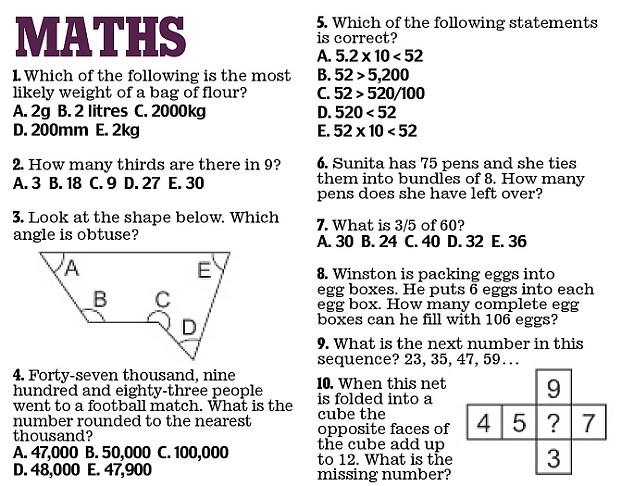 MATHS
1. Which of the following is the most
likely weight of a bag of flour?
A. 2g B. 2 litres C. 2000kg
D. 200mm E. 2kg
2. How many thirds are there in 9?
A. 3 B. 18 C. 9 D. 27 E. 30
3. Look at the shape below. Which
angle is obtuse?
A E
B C
D
4. Forty-seven thousand, nine
hundred and eighty-three people
went to a football match. What is the
number rounded to the nearest
thousand?
A. 47,000 B. 50,000 C. 100,000
D. 48,000 E. 47,900
5. Which of the following statements
is correct?
A. 5.2 x 10 < 52
B. 52 > 5,200
C. 52 > 520/100
D. 520 < 52
E. 52 x 10 < 52
6. Sunita has 75 pens and she ties
them into bundles of 8. How many
pens does she have left over?
7. What is 3/5 of 60?
A. 30 B. 24 C. 40 D. 32 E. 36
8. Winston is packing eggs into
egg boxes. He puts 6 eggs into each
egg box. How many complete egg
boxes can he fill with 106 eggs?
9. What is the next number in this
sequence? 23, 35, 47, 59...
10. When this net
is folded into a
cube the
opposite faces of
the cube add up
to 12. What is the
missing number?
9
4 5 ? 7
3